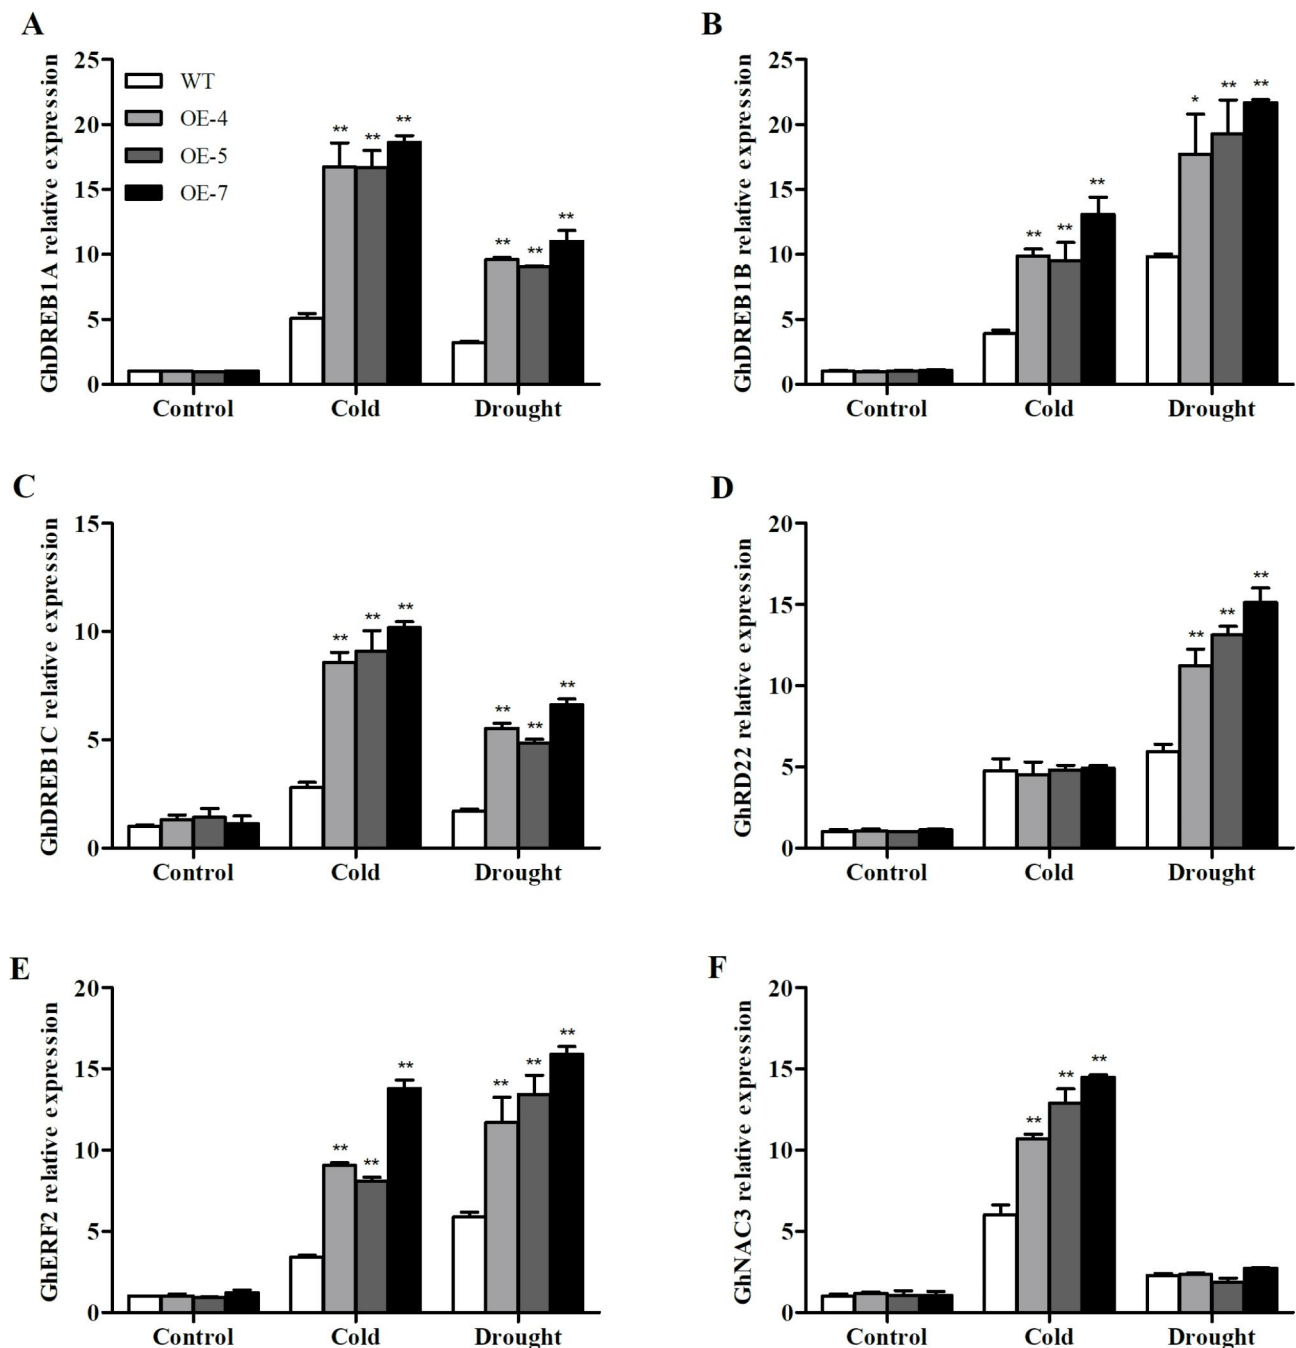 A
GhDREB1A relative expression
25
20
15
10
5
0
WT
OE-4
OE-5
OE-7
** ** **
** ** **
Control Cold Drought
B
GhDREB1B relative expression
25
20
15
10
5
0
** ** **
* ** **
Control Cold Drought
C
GhDREB1C relative expression
15
10
5
0
** ** **
** ** **
Control Cold Drought
D
GhRD22 relative expression
20
15
10
5
0
** ** **
Control Cold Drought
E
GhERF2 relative expression
20
15
10
5
0
** ** **
** ** **
Control Cold Drought
F
GhNAC3 relative expression
20
15
10
5
0
** ** **
Control Cold Drought